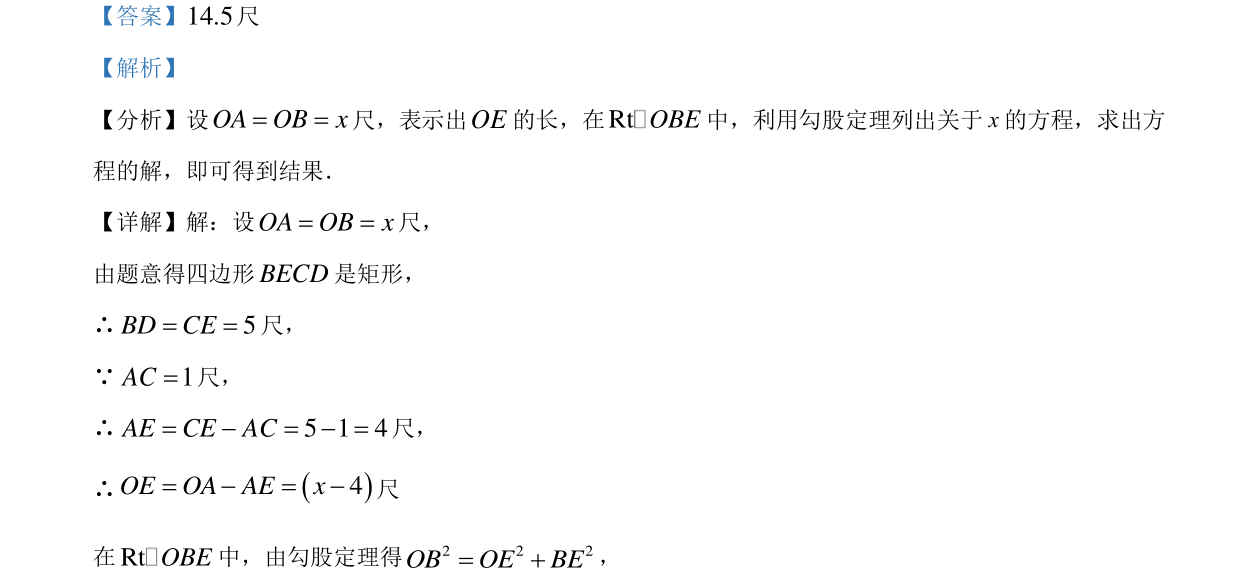 【答案】14.5尺
【解析】
【分析】设OA = OB = x尺，表示出OE的长，在Rt□OBE中，利用勾股定理列出关于x的方程，求出方
程的解，即可得到结果．
【详解】解：设OA = OB = x尺，
由题意得四边形BECD是矩形，
∴BD = CE = 5尺，
∵AC = 1尺，
∴AE = CE − AC = 5 − 1 = 4尺，
∴OE = OA − AE = (x − 4)尺
在Rt□OBE中，由勾股定理得OB² = OE² + BE²，